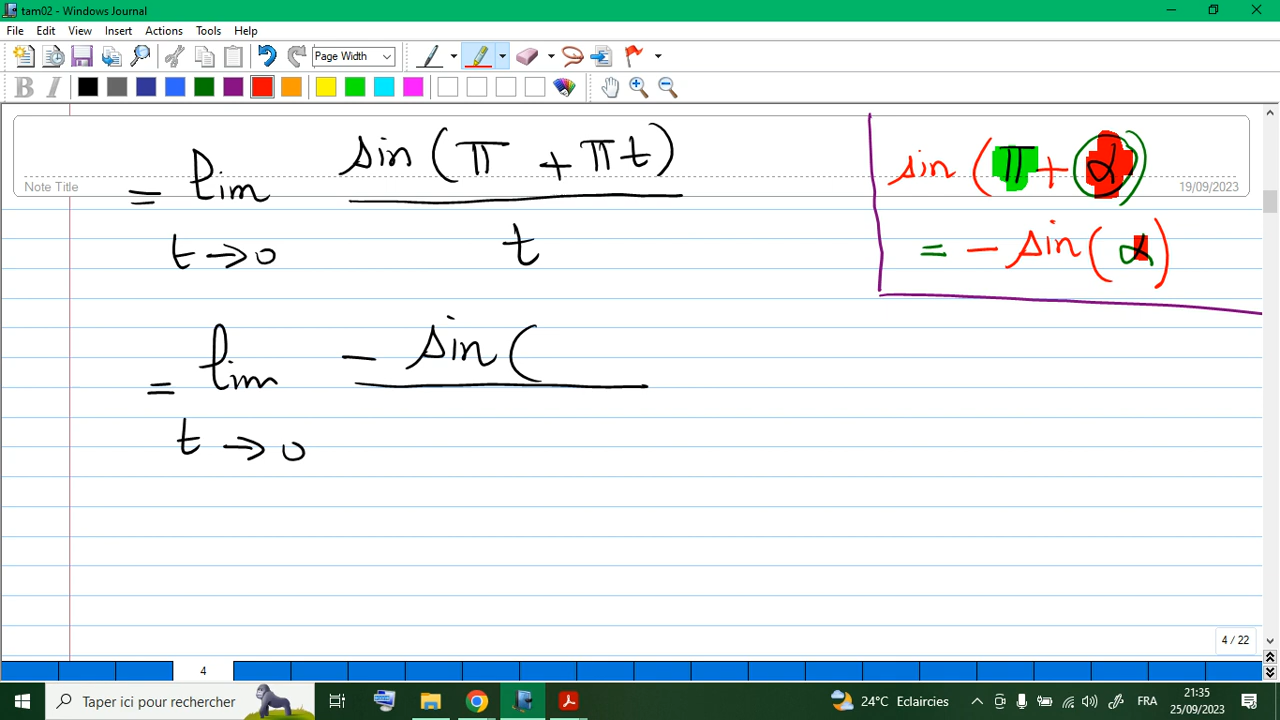 tam02 - Windows Journal
File Edit View Insert Actions Tools Help
Page Width
B I
= lim sin(π + πt)
t → 0 t
sin(π + α)
= - sin(α)
Note Title
19/09/2023
= lim - sin(
t → 0
4 / 22
4
Taper ici pour rechercher
24°C Eclaircies
FRA
21:35
25/09/2023